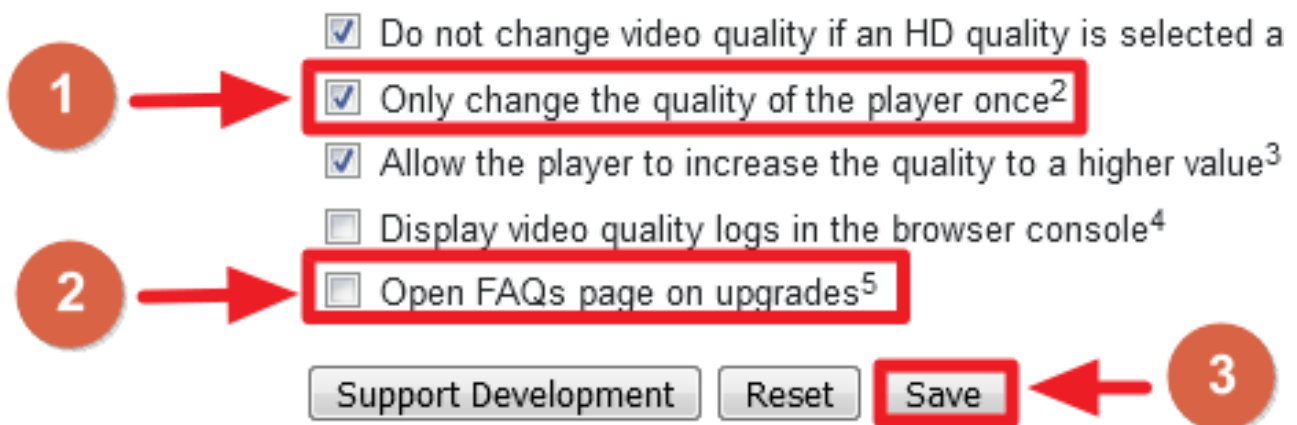 Do not change video quality if an HD quality is selected a
1
Only change the quality of the player once²
Allow the player to increase the quality to a higher value³
Display video quality logs in the browser console⁴
2
Open FAQs page on upgrades⁵
Support Development Reset Save
3